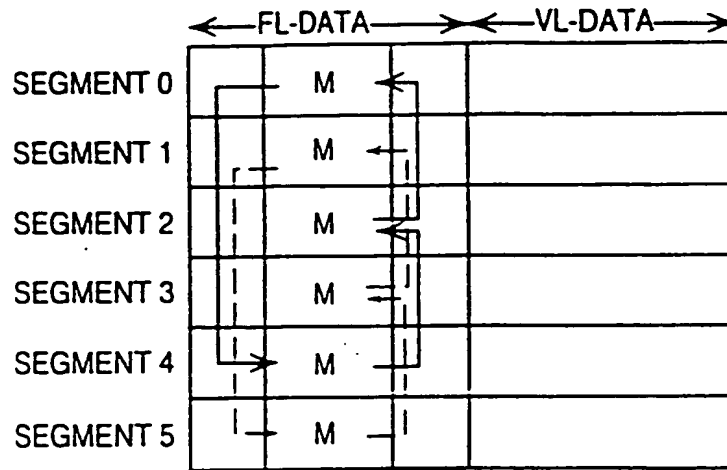 FL-DATA VL-DATA
SEGMENT 0 M
SEGMENT 1 M
SEGMENT 2 M
SEGMENT 3 M
SEGMENT 4 M
SEGMENT 5 M